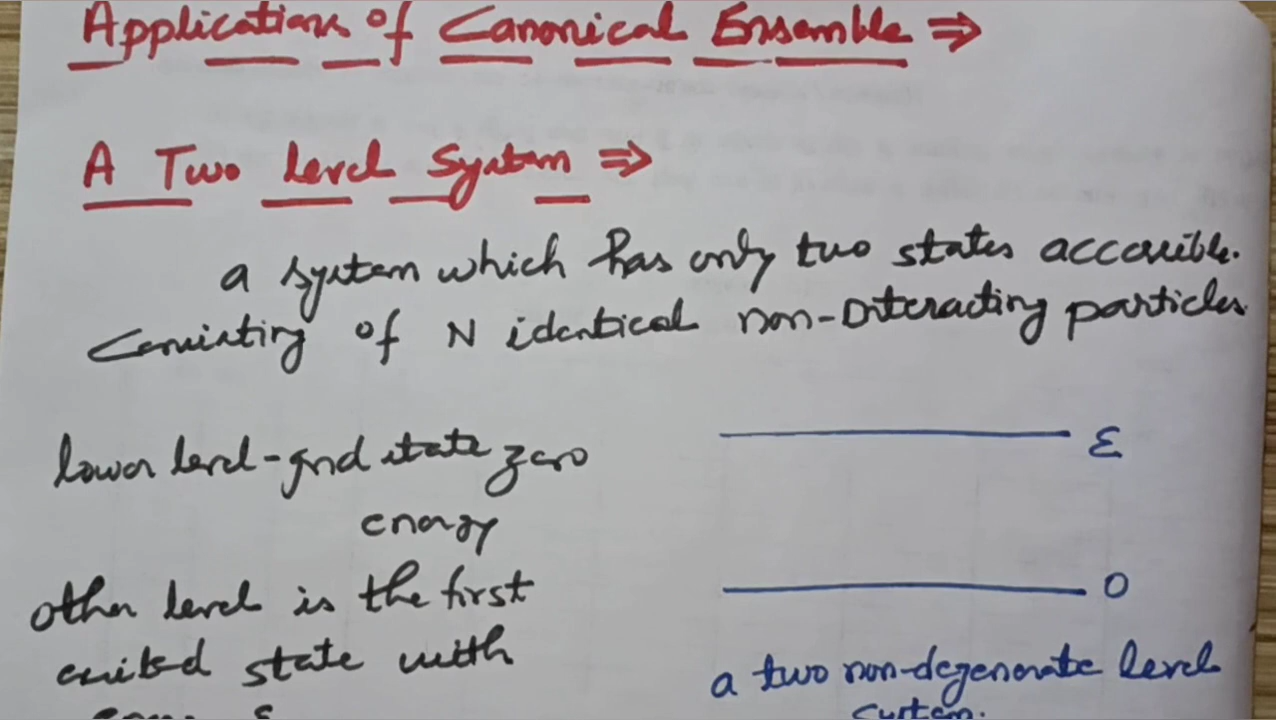 Applications of Canonical Ensemble ⇒
A Two level System ⇒
a system which has only two states accessible.
Consisting of N identical non-interacting particles
lower level-gnd state zero
energy
ε
other level is the first
0
excited state with
a two non-degenerate level
system.